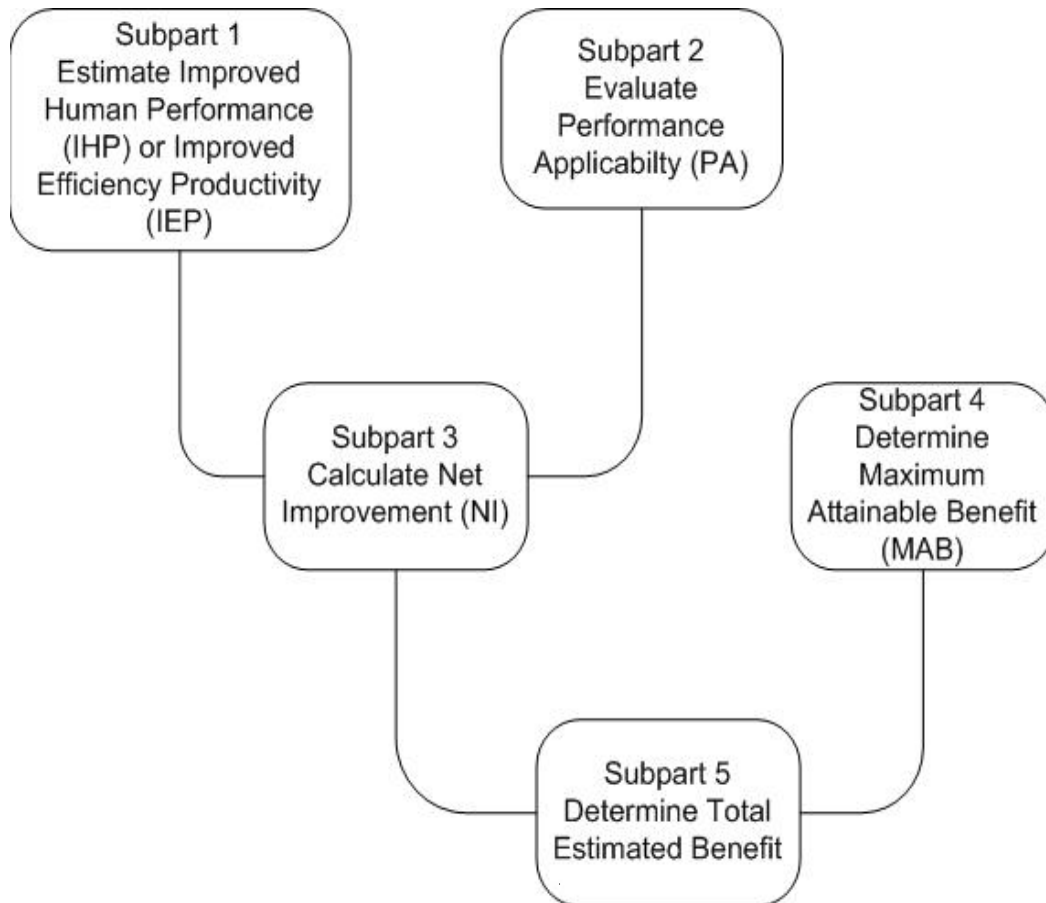 Subpart 1
Estimate Improved
Human Performance
(IHP) or Improved
Efficiency Productivity
(IEP)
Subpart 2
Evaluate
Performance
Applicabilty (PA)
Subpart 3
Calculate Net
Improvement (NI)
Subpart 4
Determine
Maximum
Attainable Benefit
(MAB)
Subpart 5
Determine Total
Estimated Benefit